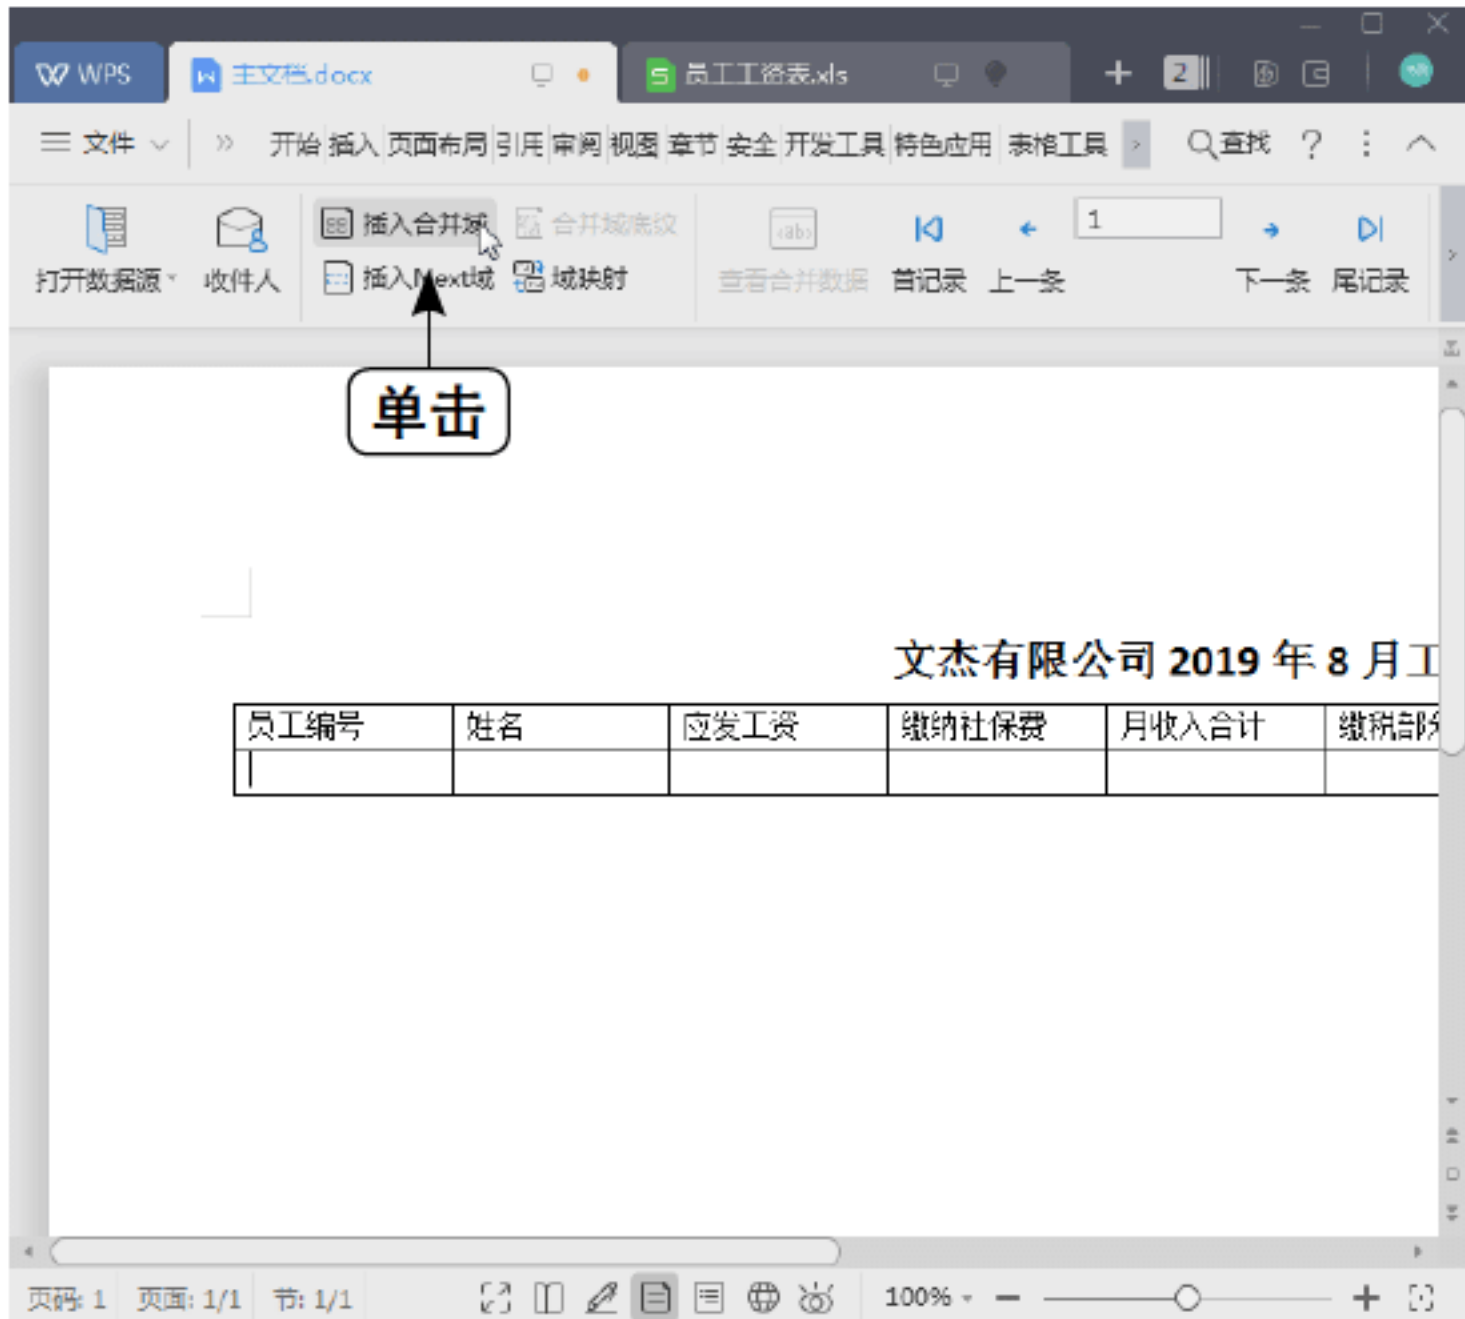 WPS 主文档.docx 员工工资表.xls + 2
文件 开始 插入 页面布局 引用 审阅 视图 章节 安全 开发工具 特色应用 表格工具 查找 ?
插入合并域 合并域底纹 1
打开数据源 收件人 插入Next域 域映射 查看合并数据 首记录 上一条 下一条 尾记录
单击
文杰有限公司 2019 年 8 月工
员工编号 姓名 应发工资 缴纳社保费 月收入合计 缴税部
页码: 1 页面: 1/1 节: 1/1 100%